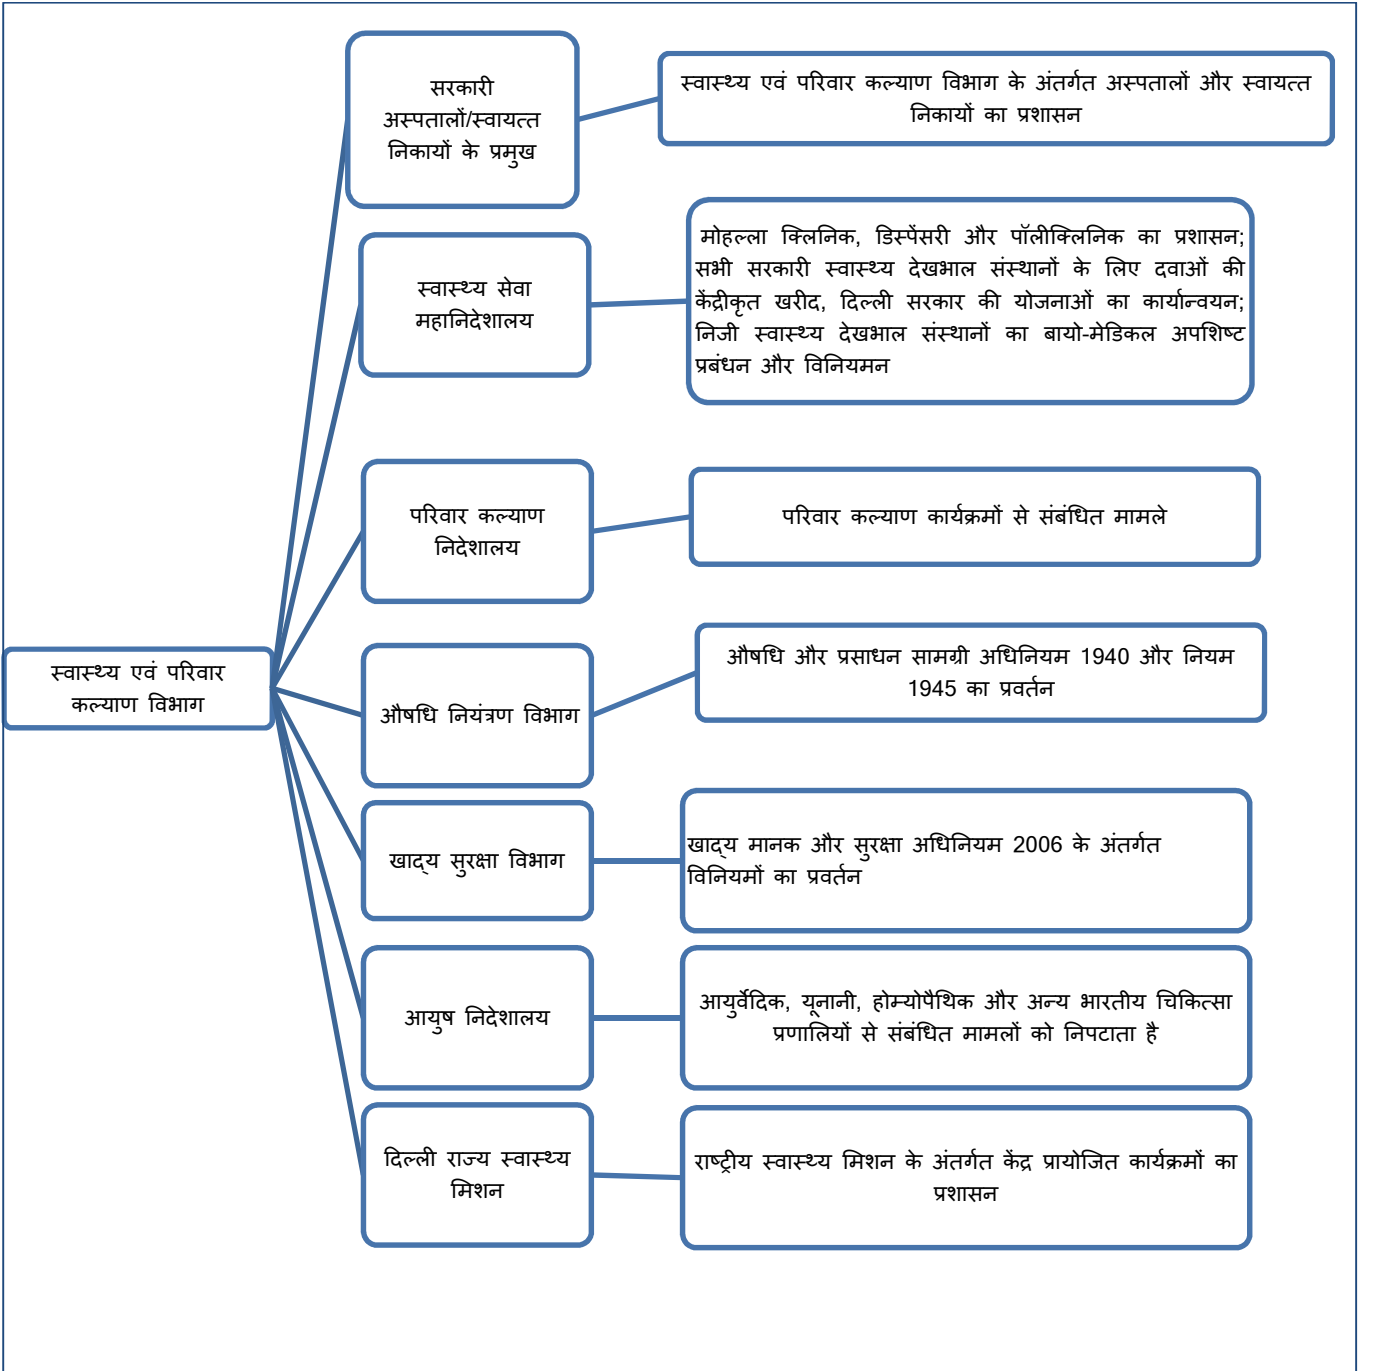 सरकारी
अस्पतालों/स्वायत्त
निकायों के प्रमुख
स्वास्थ्य एवं परिवार कल्याण विभाग के अंतर्गत अस्पतालों और स्वायत्त
निकायों का प्रशासन
स्वास्थ्य सेवा
महानिदेशालय
मोहल्ला क्लिनिक, डिस्पेंसरी और पॉलीक्लिनिक का प्रशासन;
सभी सरकारी स्वास्थ्य देखभाल संस्थानों के लिए दवाओं की
केंद्रीकृत खरीद, दिल्ली सरकार की योजनाओं का कार्यान्वयन;
निजी स्वास्थ्य देखभाल संस्थानों का बायो-मेडिकल अपशिष्ट
प्रबंधन और विनियमन
परिवार कल्याण
निदेशालय
परिवार कल्याण कार्यक्रमों से संबंधित मामले
स्वास्थ्य एवं परिवार
कल्याण विभाग
औषधि नियंत्रण विभाग
औषधि और प्रसाधन सामग्री अधिनियम 1940 और नियम
1945 का प्रवर्तन
खाद्य सुरक्षा विभाग
खाद्य मानक और सुरक्षा अधिनियम 2006 के अंतर्गत
विनियमों का प्रवर्तन
आयुष निदेशालय
आयुर्वेदिक, यूनानी, होम्योपैथिक और अन्य भारतीय चिकित्सा
प्रणालियों से संबंधित मामलों को निपटाता है
दिल्ली राज्य स्वास्थ्य
मिशन
राष्ट्रीय स्वास्थ्य मिशन के अंतर्गत केंद्र प्रायोजित कार्यक्रमों का
प्रशासन